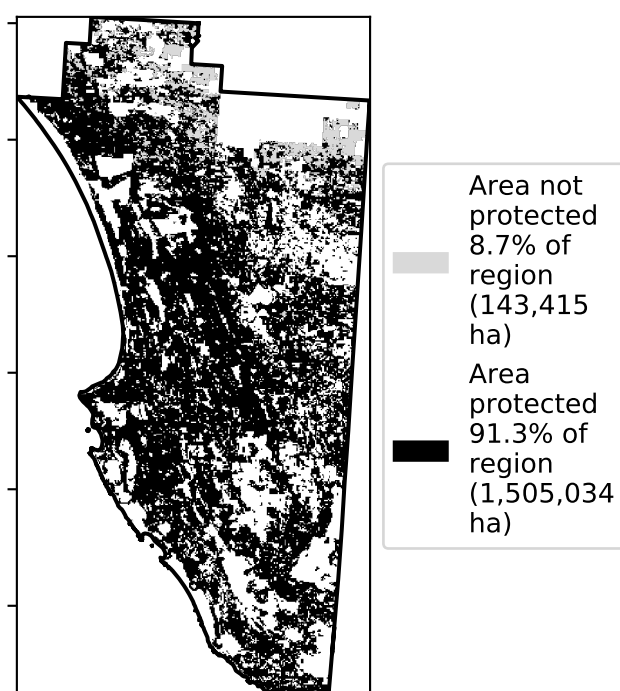 Area not
protected
8.7% of
region
(143,415
ha)
Area
protected
91.3% of
region
(1,505,034
ha)